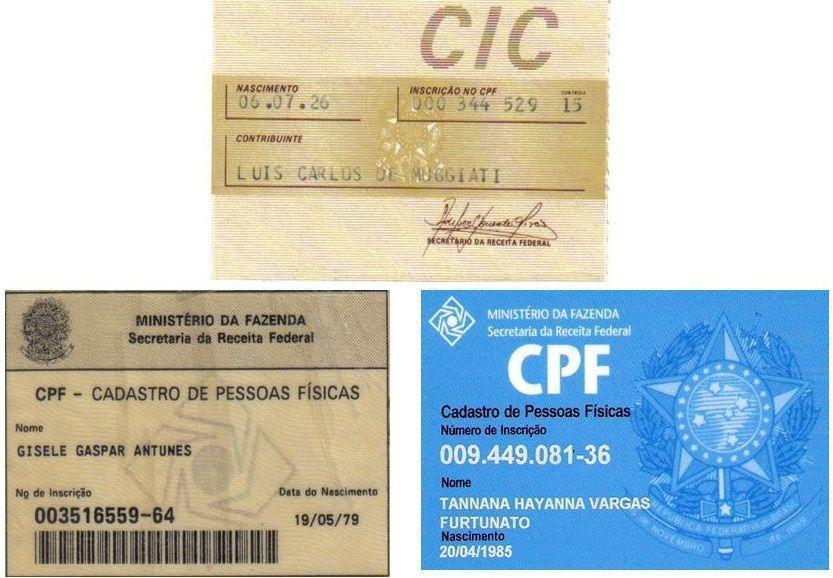 CIC
NASCIMENTO INSCRIÇÃO NO CPF CONTROLE
06.07.26 000 344 529 15
CONTRIBUINTE
LUIS CARLOS DE MUGGIATI
SECRETÁRIO DA RECEITA FEDERAL
MINISTÉRIO DA FAZENDA
Secretaria da Receita Federal
CPF - CADASTRO DE PESSOAS FÍSICAS
Nome
GISELE GASPAR ANTUNES
No de Inscrição Data do Nascimento
003516559-64 19/05/79
MINISTÉRIO DA FAZENDA
Secretaria da Receita Federal
CPF
Cadastro de Pessoas Físicas
Número de Inscrição
009.449.081-36
Nome
TANNANA HAYANNA VARGAS
FURTUNATO
Nascimento
20/04/1985